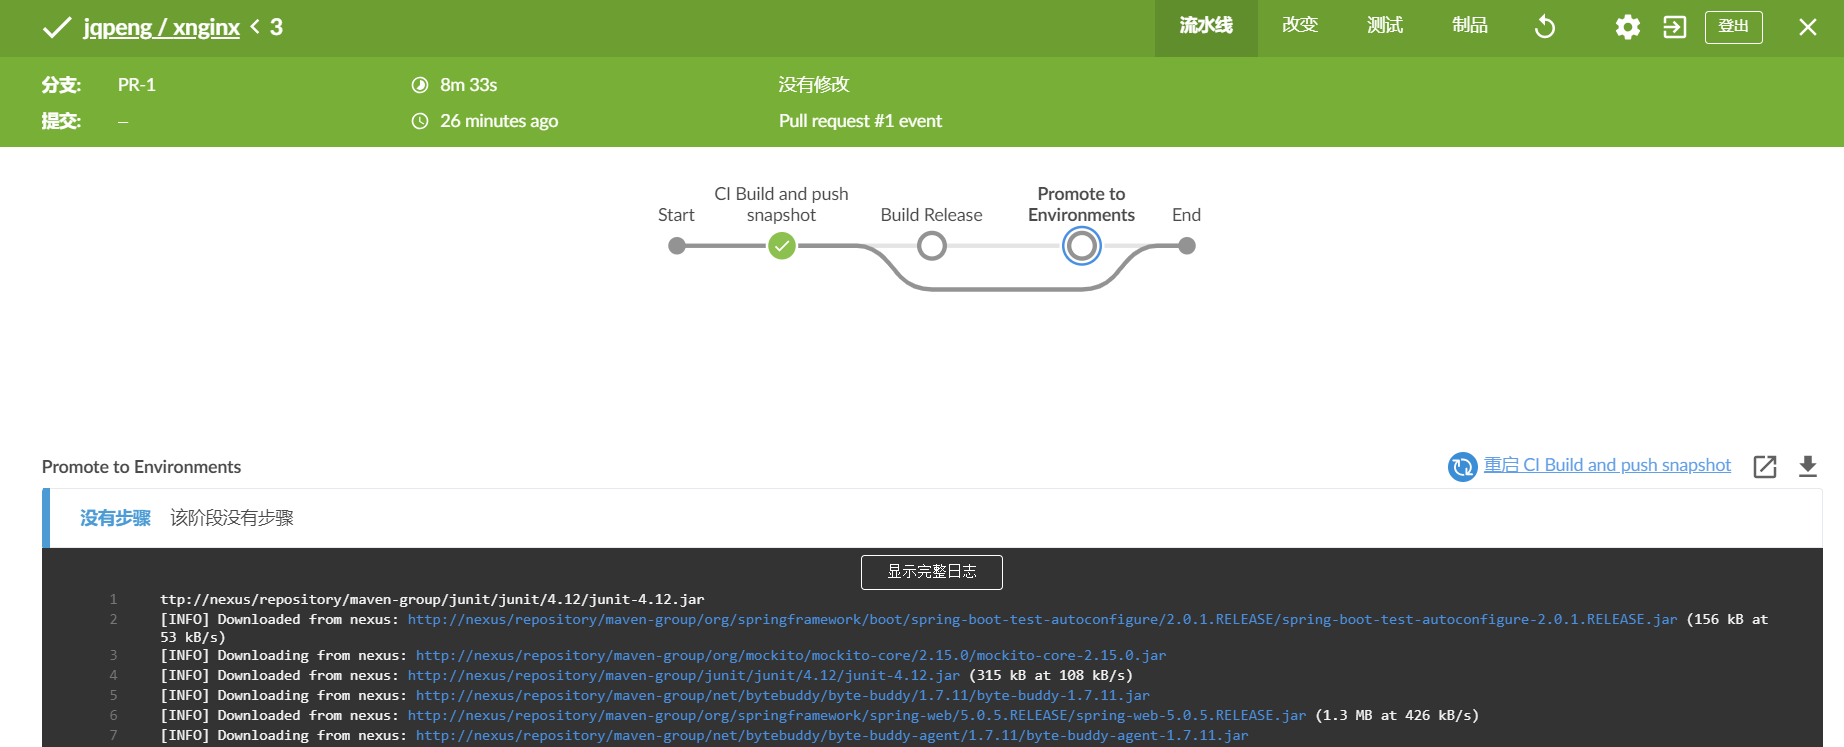 jqpeng / xnginx < 3 流水线 改变 测试 制品 登出
分支: PR-1 8m 33s 没有修改
提交: – 26 minutes ago Pull request #1 event
Start
CI Build and push
snapshot
Build Release
Promote to
Environments
End
Promote to Environments 重启 CI Build and push snapshot
没有步骤 该阶段没有步骤
显示完整日志
1 ttp://nexus/repository/maven-group/junit/junit/4.12/junit-4.12.jar
2 [INFO] Downloaded from nexus: http://nexus/repository/maven-group/org/springframework/boot/spring-boot-test-autoconfigure/2.0.1.RELEASE/spring-boot-test-autoconfigure-2.0.1.RELEASE.jar (156 kB at
53 kB/s)
3 [INFO] Downloading from nexus: http://nexus/repository/maven-group/org/mockito/mockito-core/2.15.0/mockito-core-2.15.0.jar
4 [INFO] Downloaded from nexus: http://nexus/repository/maven-group/junit/junit/4.12/junit-4.12.jar (315 kB at 108 kB/s)
5 [INFO] Downloading from nexus: http://nexus/repository/maven-group/net/bytebuddy/byte-buddy/1.7.11/byte-buddy-1.7.11.jar
6 [INFO] Downloaded from nexus: http://nexus/repository/maven-group/org/springframework/spring-web/5.0.5.RELEASE/spring-web-5.0.5.RELEASE.jar (1.3 MB at 426 kB/s)
7 [INFO] Downloading from nexus: http://nexus/repository/maven-group/net/bytebuddy/byte-buddy-agent/1.7.11/byte-buddy-agent-1.7.11.jar